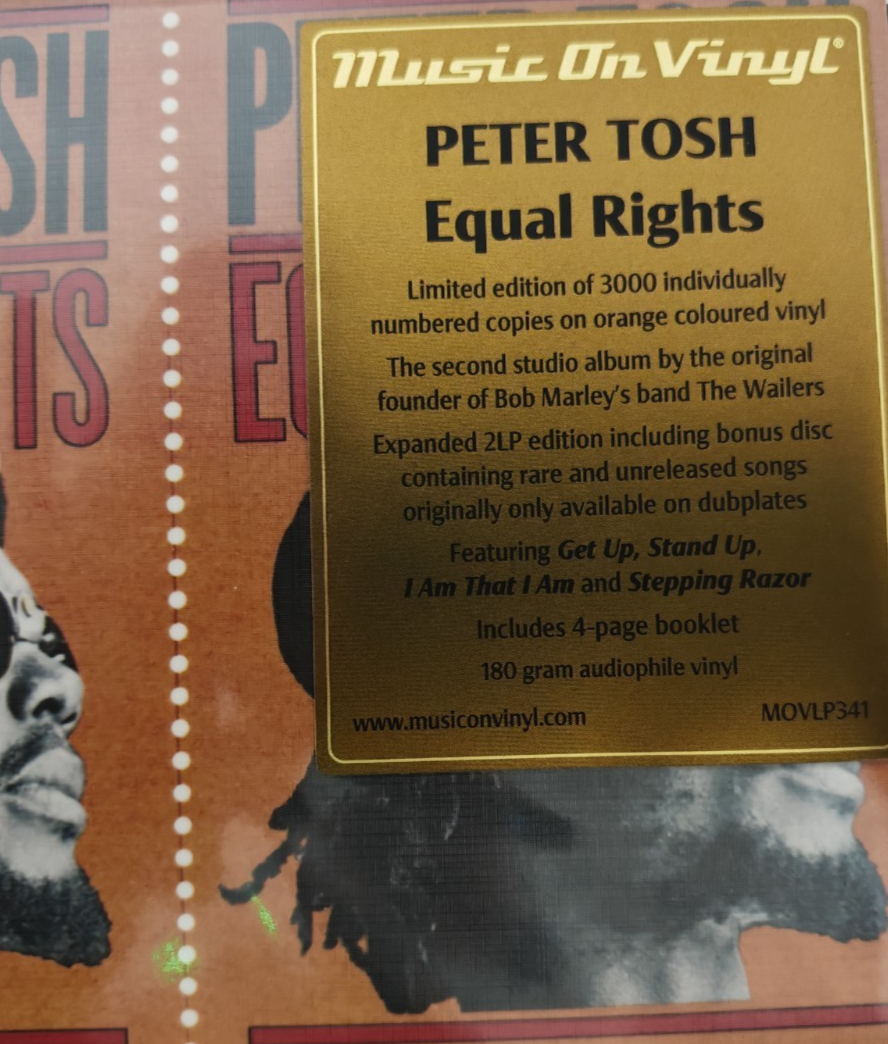 SH
TS
P
E
Music On Vinyl®
PETER TOSH
Equal Rights
Limited edition of 3000 individually
numbered copies on orange coloured vinyl
The second studio album by the original
founder of Bob Marley's band The Wailers
Expanded 2LP edition including bonus disc
containing rare and unreleased songs
originally only available on dubplates
Featuring Get Up, Stand Up,
I Am That I Am and Stepping Razor
Includes 4-page booklet
180 gram audiophile vinyl
www.musiconvinyl.com MOVLP341